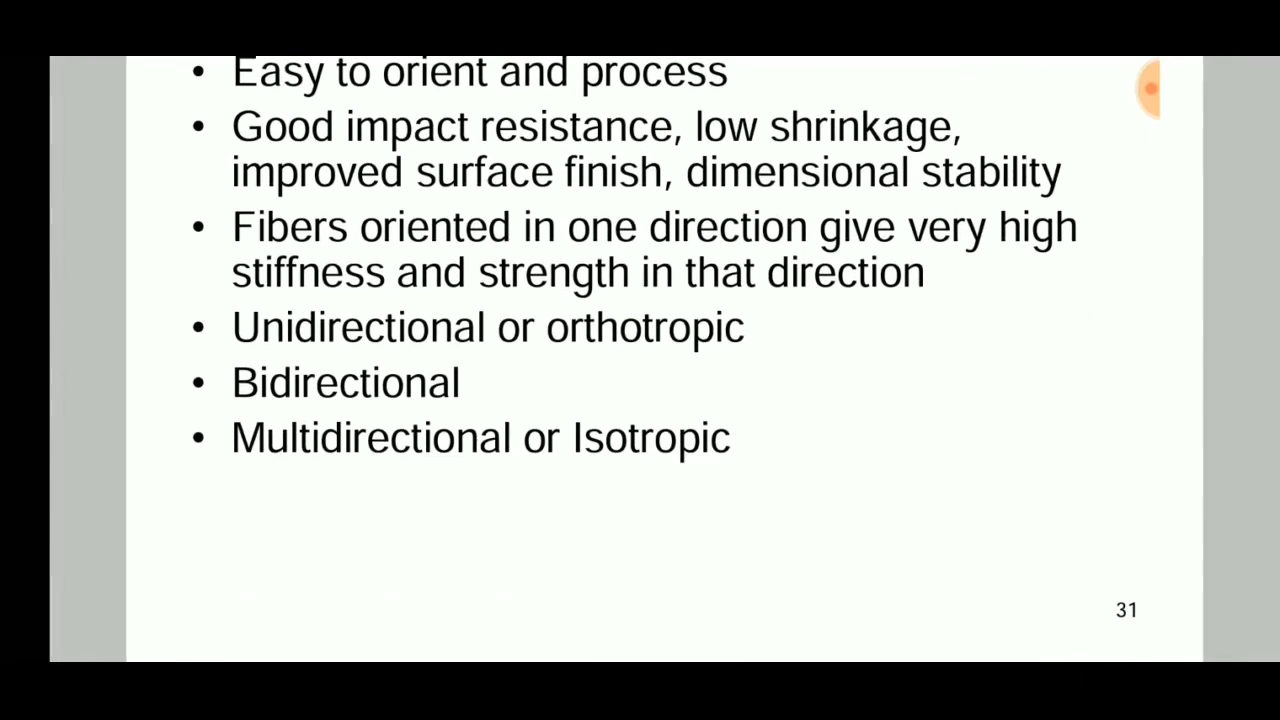 • Easy to orient and process
• Good impact resistance, low shrinkage,
improved surface finish, dimensional stability
• Fibers oriented in one direction give very high
stiffness and strength in that direction
• Unidirectional or orthotropic
• Bidirectional
• Multidirectional or Isotropic
31